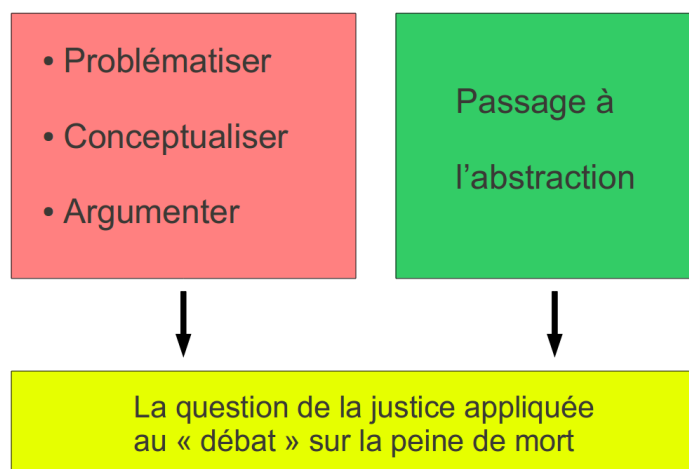 • Problématiser
• Conceptualiser
• Argumenter
Passage à
l’abstraction
La question de la justice appliquée
au « débat » sur la peine de mort